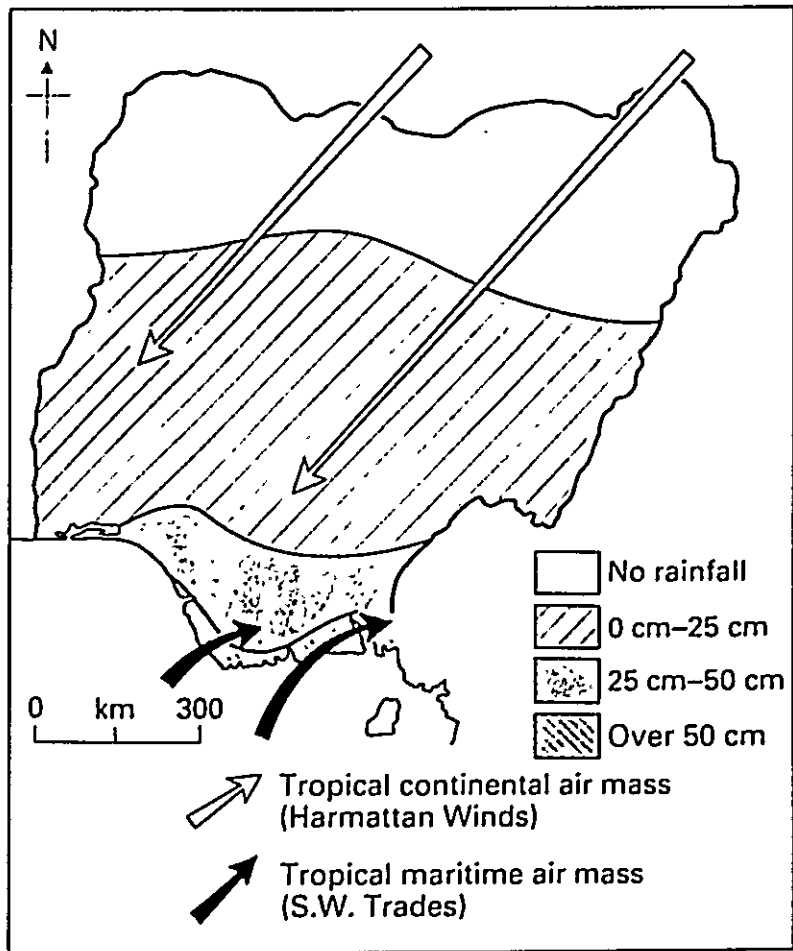 N
No rainfall
0 cm–25 cm
25 cm–50 cm
Over 50 cm
0 km 300
Tropical continental air mass
(Harmattan Winds)
Tropical maritime air mass
(S.W. Trades)